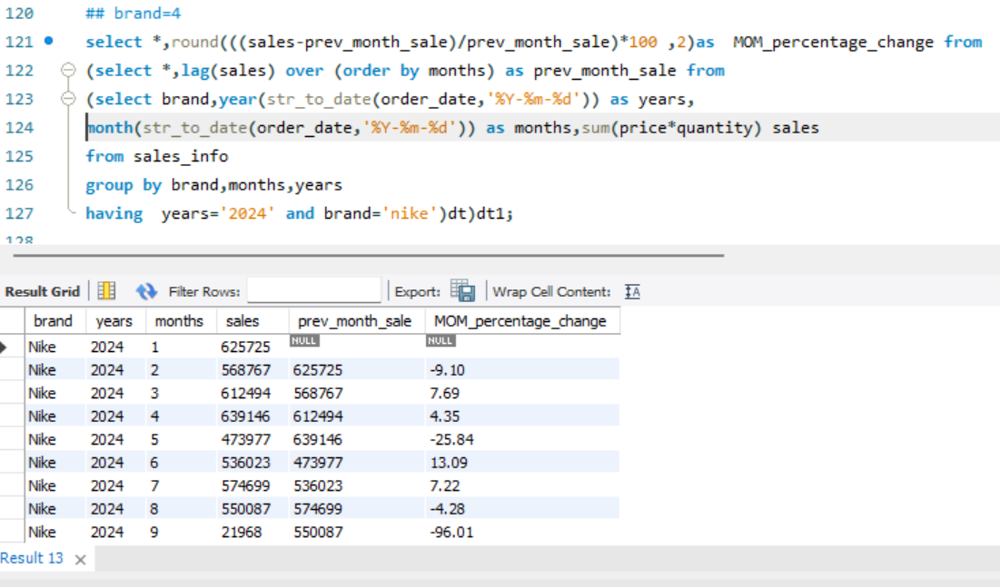 120 ## brand=4
121 select *,round(((sales-prev_month_sale)/prev_month_sale)*100 ,2)as  MOM_percentage_change from
122 (select *,lag(sales) over (order by months) as prev_month_sale from
123 (select brand,year(str_to_date(order_date,'%Y-%m-%d')) as years,
124 month(str_to_date(order_date,'%Y-%m-%d')) as months,sum(price*quantity) sales
125 from sales_info
126 group by brand,months,years
127 having  years='2024' and brand='nike')dt)dt1;
128
Result Grid Filter Rows: Export: Wrap Cell Content: IA
brand years months sales prev_month_sale MOM_percentage_change
Nike 2024 1 625725 NULL NULL
Nike 2024 2 568767 625725 -9.10
Nike 2024 3 612494 568767 7.69
Nike 2024 4 639146 612494 4.35
Nike 2024 5 473977 639146 -25.84
Nike 2024 6 536023 473977 13.09
Nike 2024 7 574699 536023 7.22
Nike 2024 8 550087 574699 -4.28
Nike 2024 9 21968 550087 -96.01
Result 13